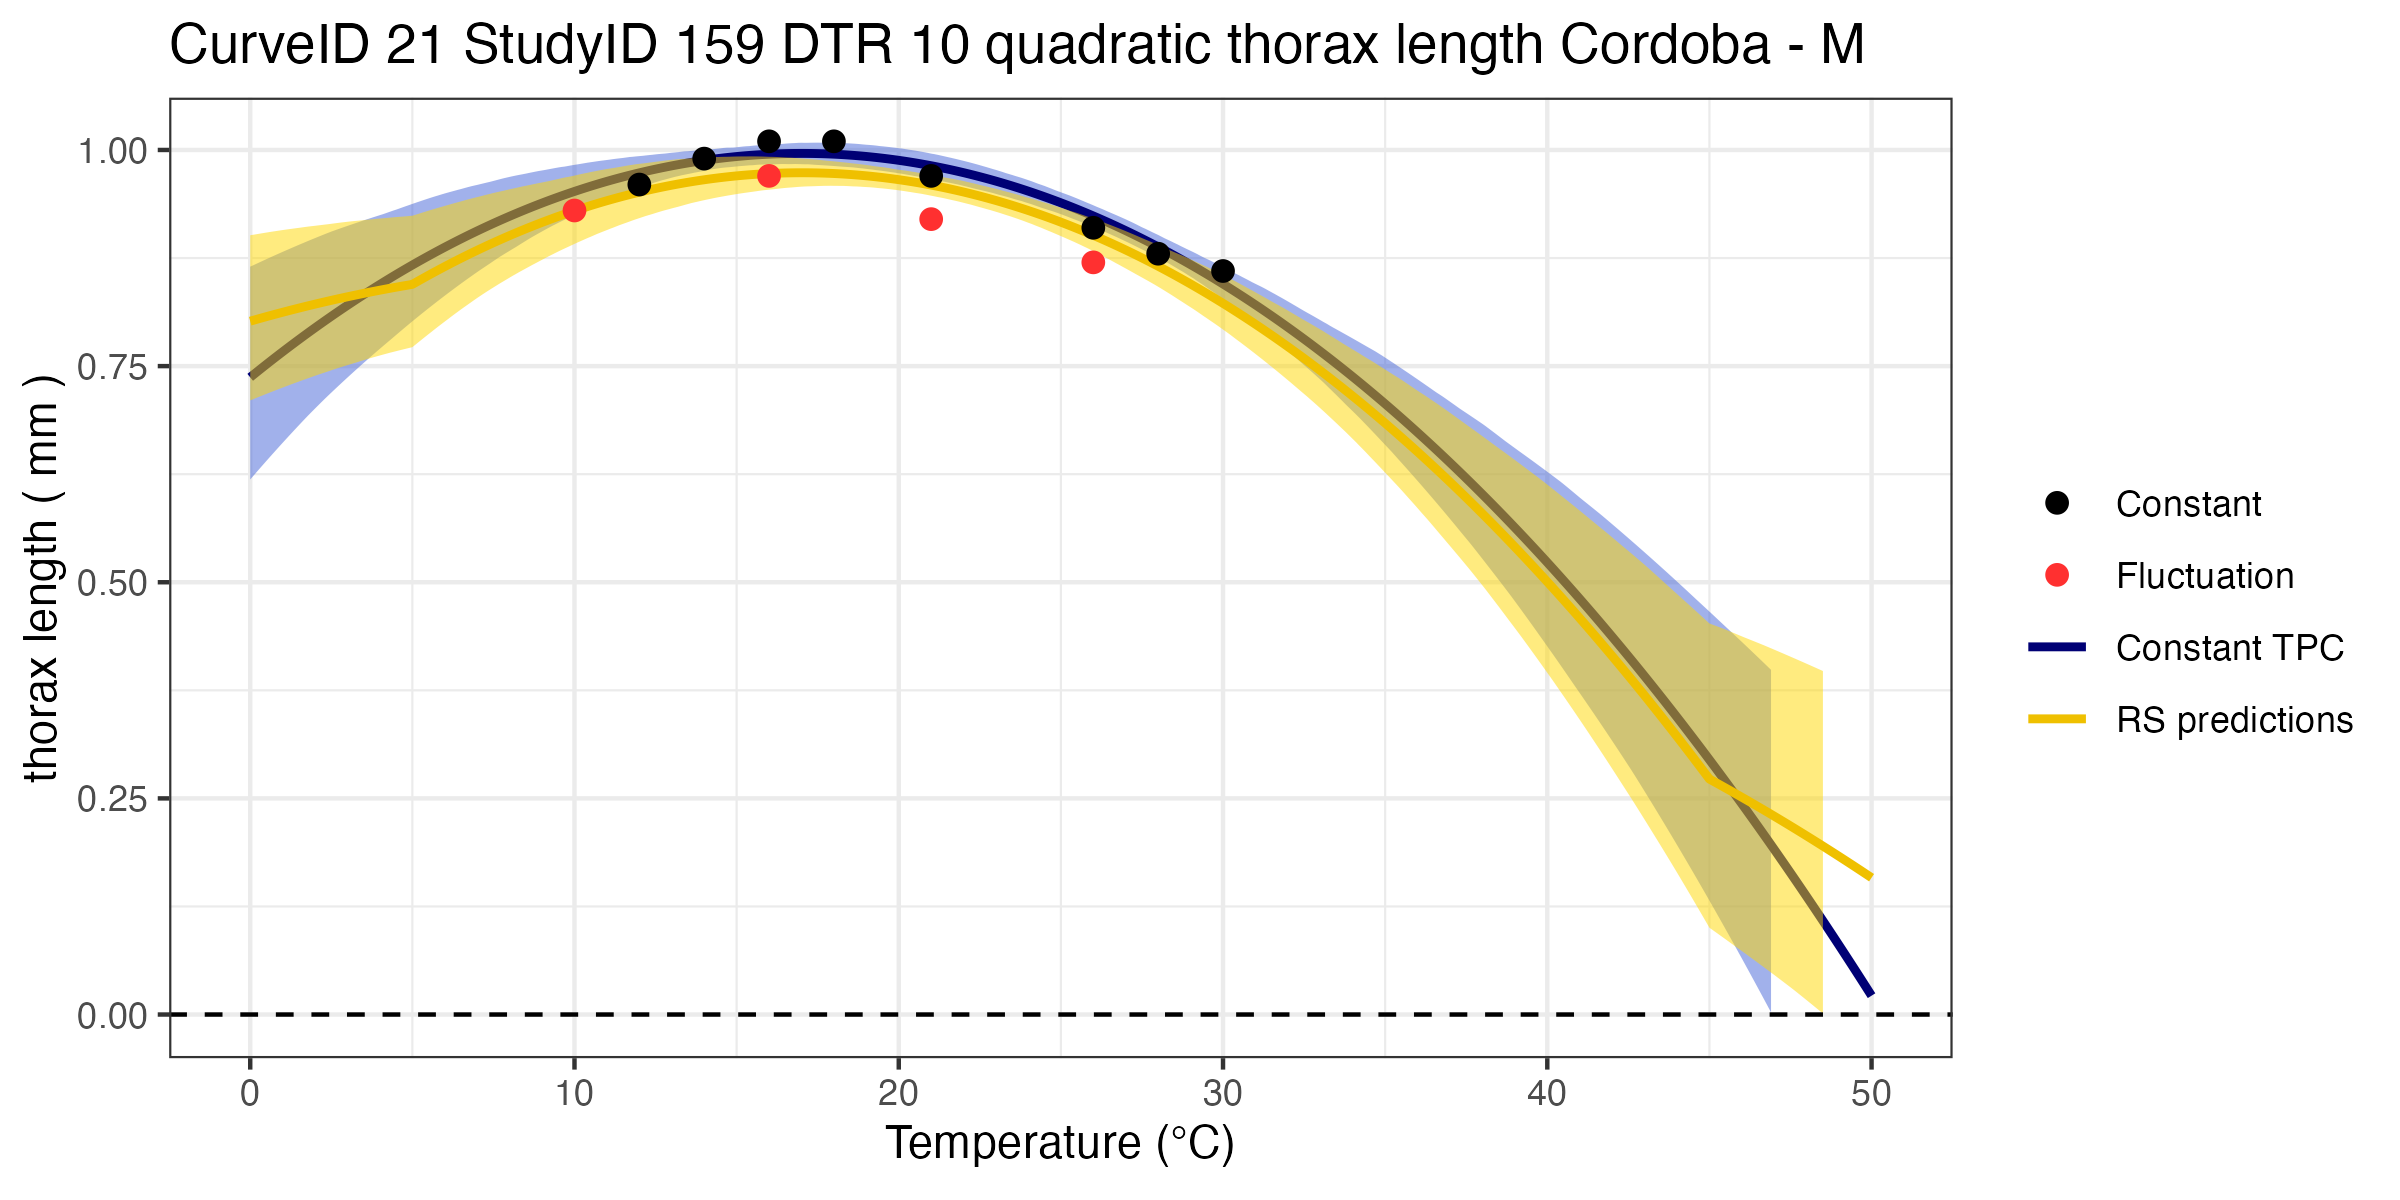 CurveID 21 StudyID 159 DTR 10 quadratic thorax length Cordoba - M
thorax length ( mm )
1.00
0.75
0.50
0.25
0.00
0 10 20 30 40 50
Temperature (°C)
Constant
Fluctuation
Constant TPC
RS predictions